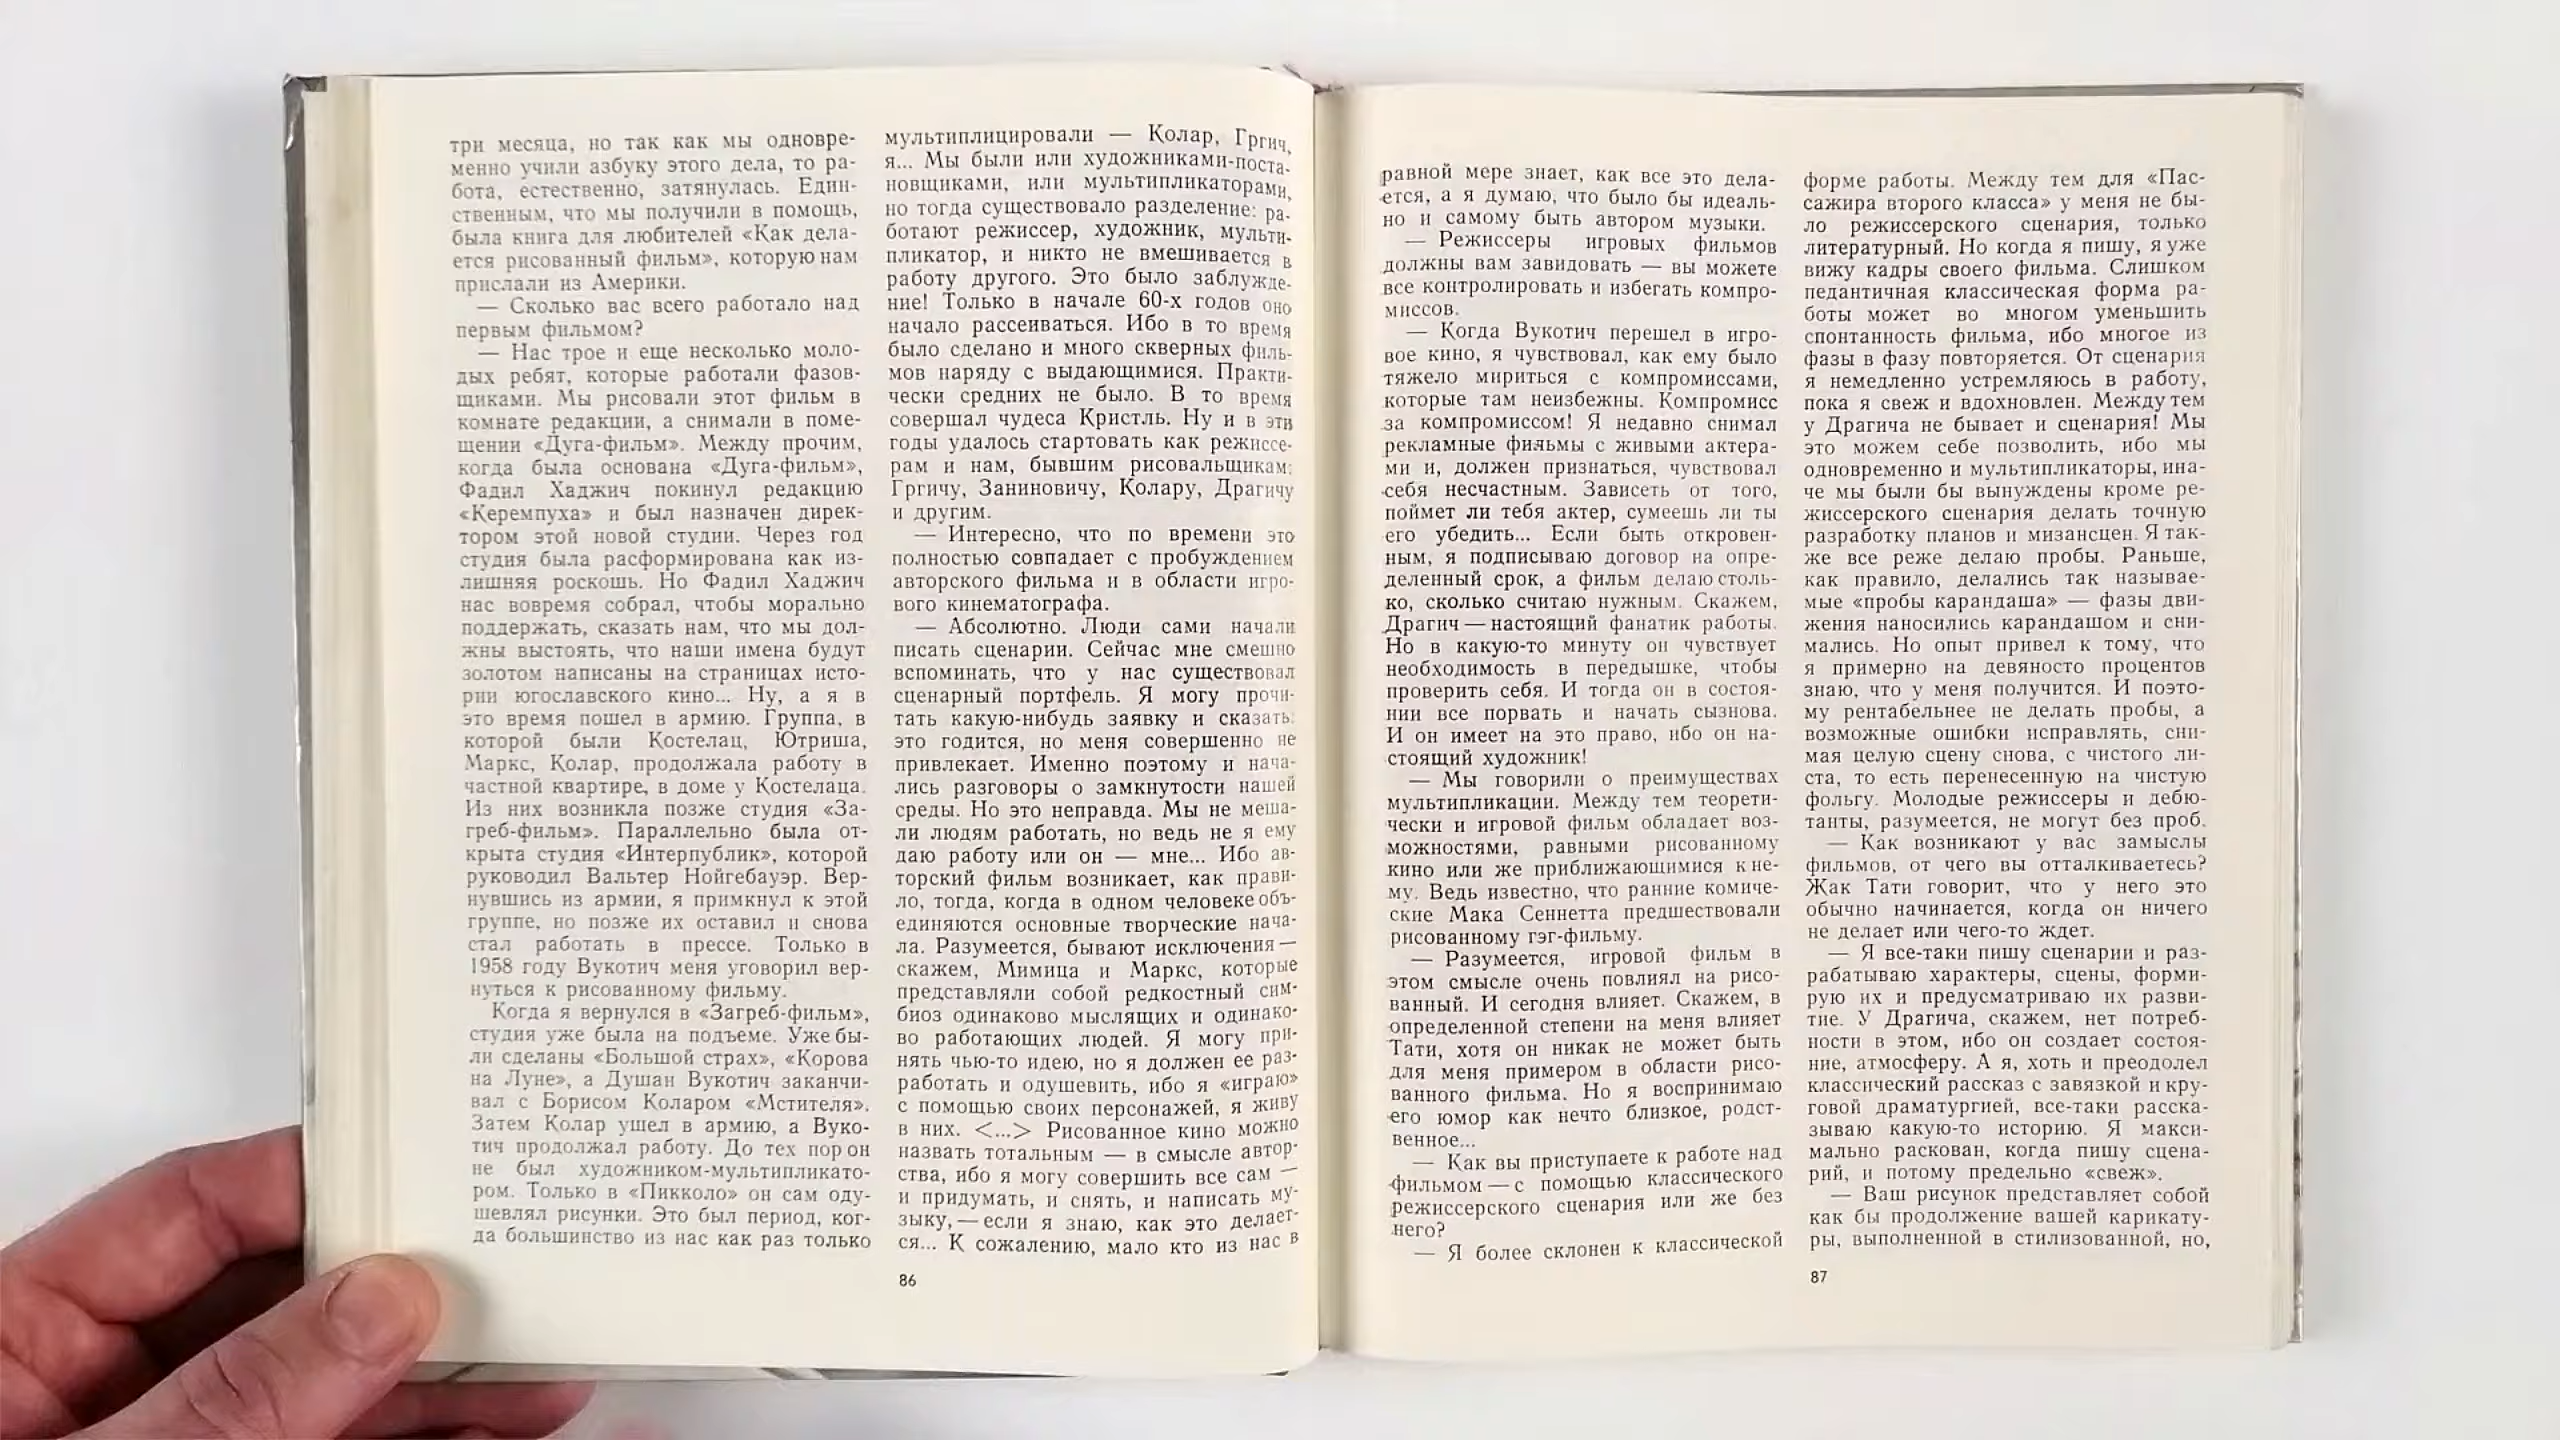 три месяца, но так как мы одновре-
менно учили азбуку этого дела, то ра-
бота, естественно, затянулась. Един-
ственным, что мы получили в помощь,
была книга для любителей «Как дела-
ется рисованный фильм», которую нам
прислали из Америки.
— Сколько вас всего работало над
первым фильмом?
— Нас трое и еще несколько моло-
дых ребят, которые работали фазов-
щиками. Мы рисовали этот фильм в
комнате редакции, а снимали в поме-
щении «Дуга-фильм». Между прочим,
когда была основана «Дуга-фильм»,
Фадил Хаджич покинул редакцию
«Керемпуха» и был назначен дирек-
тором этой новой студии. Через год
студия была расформирована как из-
лишняя роскошь. Но Фадил Хаджич
нас вовремя собрал, чтобы морально
поддержать, сказать нам, что мы дол-
жны выстоять, что наши имена будут
золотом написаны на страницах исто-
рии югославского кино... Ну, а я в
это время пошел в армию. Группа, в
которой были Костелац, Ютриша,
Маркс, Колар, продолжала работу в
частной квартире, в доме у Костелаца.
Из них возникла позже студия «За-
греб-фильм». Параллельно была от-
крыта студия «Интерпублик», которой
руководил Вальтер Нойгебауэр. Вер-
нувшись из армии, я примкнул к этой
группе, но позже их оставил и снова
стал работать в прессе. Только в
1958 году Вукотич меня уговорил вер-
нуться к рисованному фильму.
Когда я вернулся в «Загреб-фильм»,
студия уже была на подъеме. Уже бы-
ли сделаны «Большой страх», «Корова
на Луне», а Душан Вукотич заканчи-
вал с Борисом Коларом «Мстителя».
Затем Колар ушел в армию, а Вуко-
тич продолжал работу. До тех пор он
не был художником-мультипликато-
ром. Только в «Пикколо» он сам оду-
шевлял рисунки. Это был период, ког-
да большинство из нас как раз только
мультиплицировали — Колар, Гргич,
я... Мы были или художниками-поста-
новщиками, или мультипликаторами,
но тогда существовало разделение: ра-
ботают режиссер, художник, мульти-
пликатор, и никто не вмешивается в
работу другого. Это было заблужде-
ние! Только в начале 60-х годов оно
начало рассеиваться. Ибо в то время
было сделано и много скверных филь-
мов наряду с выдающимися. Практи-
чески средних не было. В то время
совершал чудеса Кристль. Ну и в эти
годы удалось стартовать как режиссе-
рам и нам, бывшим рисовальщикам:
Гргичу, Заниновичу, Колару, Драгичу
и другим.
— Интересно, что по времени это
полностью совпадает с пробуждением
авторского фильма и в области игро-
вого кинематографа.
— Абсолютно. Люди сами начали
писать сценарии. Сейчас мне смешно
вспоминать, что у нас существовал
сценарный портфель. Я могу прочи-
тать какую-нибудь заявку и сказать:
это годится, но меня совершенно не
привлекает. Именно поэтому и нача-
лись разговоры о замкнутости нашей
среды. Но это неправда. Мы не меша-
ли людям работать, но ведь не я ему
даю работу или он — мне... Ибо ав-
торский фильм возникает, как прави-
ло, тогда, когда в одном человеке объ-
единяются основные творческие нача-
ла. Разумеется, бывают исключения —
скажем, Мимица и Маркс, которые
представляли собой редкостный сим-
биоз одинаково мыслящих и одинако-
во работающих людей. Я могу при-
нять чью-то идею, но я должен ее раз-
работать и одушевить, ибо я «играю»
с помощью своих персонажей, я живу
в них. <...> Рисованное кино можно
назвать тотальным — в смысле автор-
ства, ибо я могу совершить все сам —
и придумать, и снять, и написать му-
зыку, — если я знаю, как это делает-
ся... К сожалению, мало кто из нас в
86
равной мере знает, как все это дела-
ется, а я думаю, что было бы идеаль-
но и самому быть автором музыки.
— Режиссеры игровых фильмов
должны вам завидовать — вы можете
все контролировать и избегать компро-
миссов.
— Когда Вукотич перешел в игро-
вое кино, я чувствовал, как ему было
тяжело мириться с компромиссами,
которые там неизбежны. Компромисс
за компромиссом! Я недавно снимал
рекламные фильмы с живыми актера-
ми и, должен признаться, чувствовал
себя несчастным. Зависеть от того,
поймет ли тебя актер, сумеешь ли ты
его убедить... Если быть откровен-
ным, я подписываю договор на опре-
деленный срок, а фильм делаю столь-
ко, сколько считаю нужным. Скажем,
Драгич — настоящий фанатик работы.
Но в какую-то минуту он чувствует
необходимость в передышке, чтобы
проверить себя. И тогда он в состоя-
нии все порвать и начать сызнова.
И он имеет на это право, ибо он на-
стоящий художник!
— Мы говорили о преимуществах
мультипликации. Между тем теорети-
чески и игровой фильм обладает воз-
можностями, равными рисованному
кино или же приближающимися к не-
му. Ведь известно, что ранние комиче-
ские Мака Сеннетта предшествовали
рисованному гэг-фильму.
— Разумеется, игровой фильм в
этом смысле очень повлиял на рисо-
ванный. И сегодня влияет. Скажем, в
определенной степени на меня влияет
Тати, хотя он никак не может быть
для меня примером в области рисо-
ванного фильма. Но я воспринимаю
его юмор как нечто близкое, родст-
венное...
— Как вы приступаете к работе над
фильмом — с помощью классического
режиссерского сценария или же без
него?
— Я более склонен к классической
форме работы. Между тем для «Пас-
сажира второго класса» у меня не бы-
ло режиссерского сценария, только
литературный. Но когда я пишу, я уже
вижу кадры своего фильма. Слишком
педантичная классическая форма ра-
боты может во многом уменьшить
спонтанность фильма, ибо многое из
фазы в фазу повторяется. От сценария
я немедленно устремляюсь в работу,
пока я свеж и вдохновлен. Между тем
у Драгича не бывает и сценария! Мы
это можем себе позволить, ибо мы
одновременно и мультипликаторы, ина-
че мы были бы вынуждены кроме ре-
жиссерского сценария делать точную
разработку планов и мизансцен. Я так-
же все реже делаю пробы. Раньше,
как правило, делались так называе-
мые «пробы карандаша» — фазы дви-
жения наносились карандашом и сни-
мались. Но опыт привел к тому, что
я примерно на девяносто процентов
знаю, что у меня получится. И поэто-
му рентабельнее не делать пробы, а
возможные ошибки исправлять, сни-
мая целую сцену снова, с чистого ли-
ста, то есть перенесенную на чистую
фольгу. Молодые режиссеры и дебю-
танты, разумеется, не могут без проб.
— Как возникают у вас замыслы
фильмов, от чего вы отталкиваетесь?
Жак Тати говорит, что у него это
обычно начинается, когда он ничего
не делает или чего-то ждет.
— Я все-таки пишу сценарии и раз-
рабатываю характеры, сцены, форми-
рую их и предусматриваю их разви-
тие. У Драгича, скажем, нет потреб-
ности в этом, ибо он создает состоя-
ние, атмосферу. А я, хоть и преодолел
классический рассказ с завязкой и кру-
говой драматургией, все-таки расска-
зываю какую-то историю. Я макси-
мально раскован, когда пишу сцена-
рий, и потому предельно «свеж».
— Ваш рисунок представляет собой
как бы продолжение вашей карикату-
ры, выполненной в стилизованной, но,
87